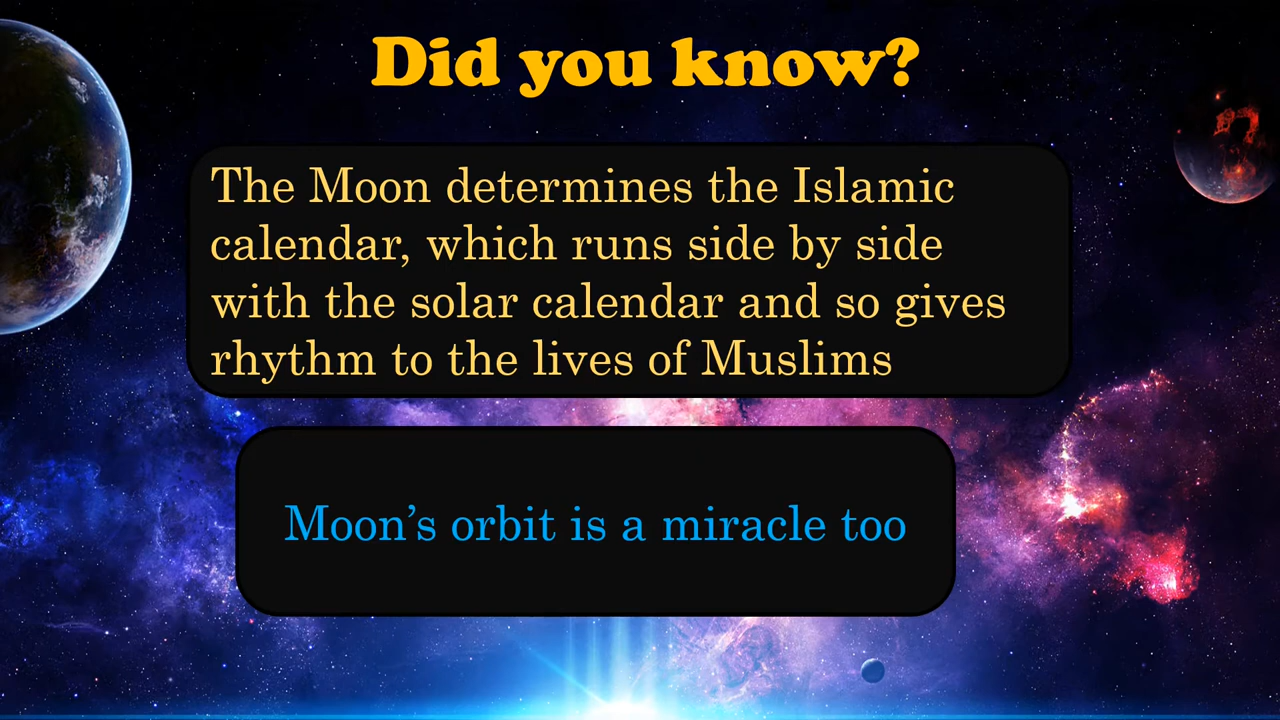 Did you know?
The Moon determines the Islamic
calendar, which runs side by side
with the solar calendar and so gives
rhythm to the lives of Muslims
Moon’s orbit is a miracle too